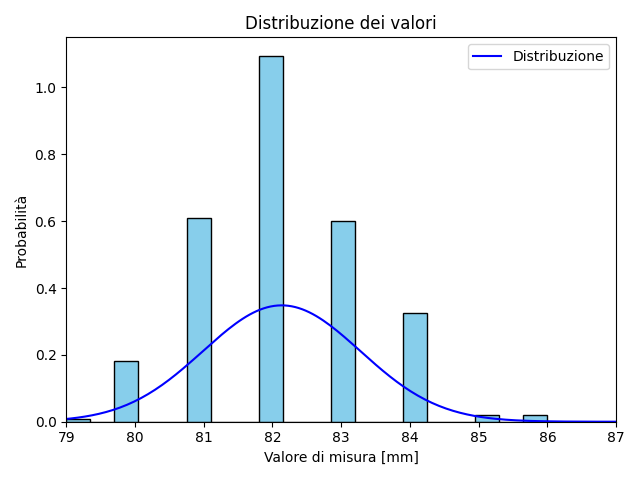 Distribuzione dei valori
Distribuzione
Probabilità
1.0
0.8
0.6
0.4
0.2
0.0
79 80 81 82 83 84 85 86 87
Valore di misura [mm]